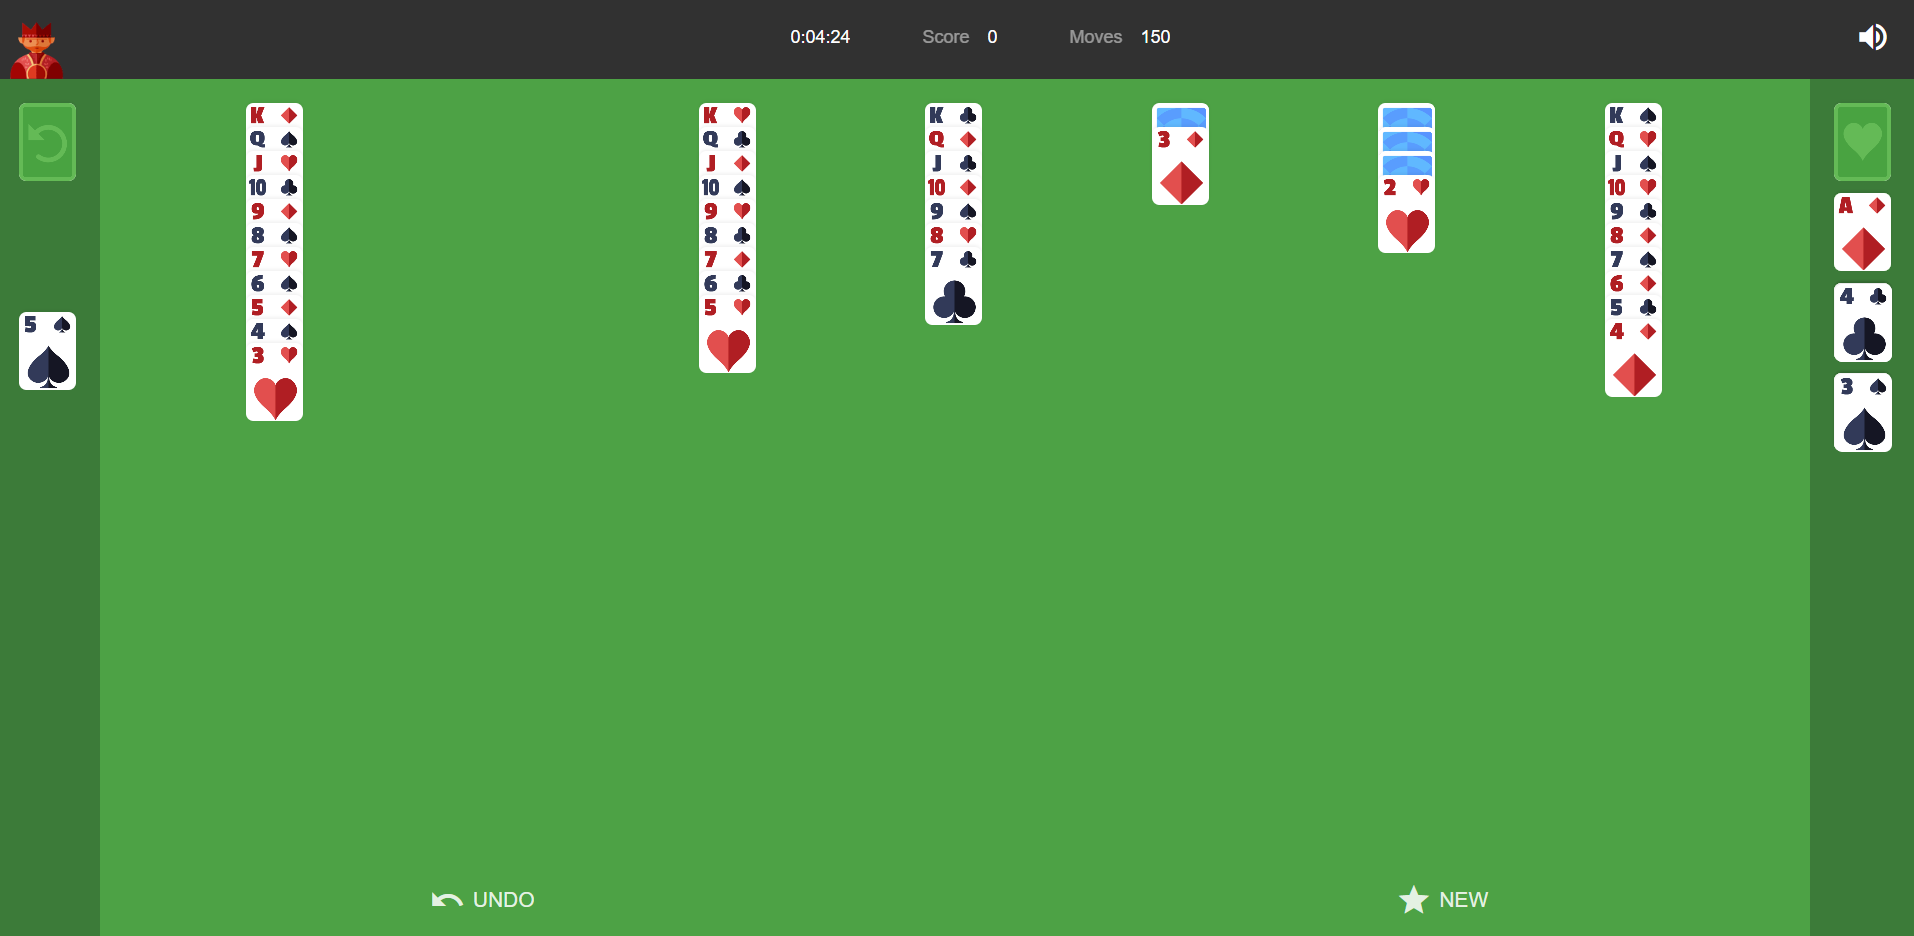 0:04:24 Score 0 Moves 150
K K K 3 2 K A
Q Q Q Q
J J J J
10 10 10 10
9 9 9 9
8 8 8 8
7 7 7 7
6 6 6
5 5 5
4 4
3
5
4
3
UNDO NEW